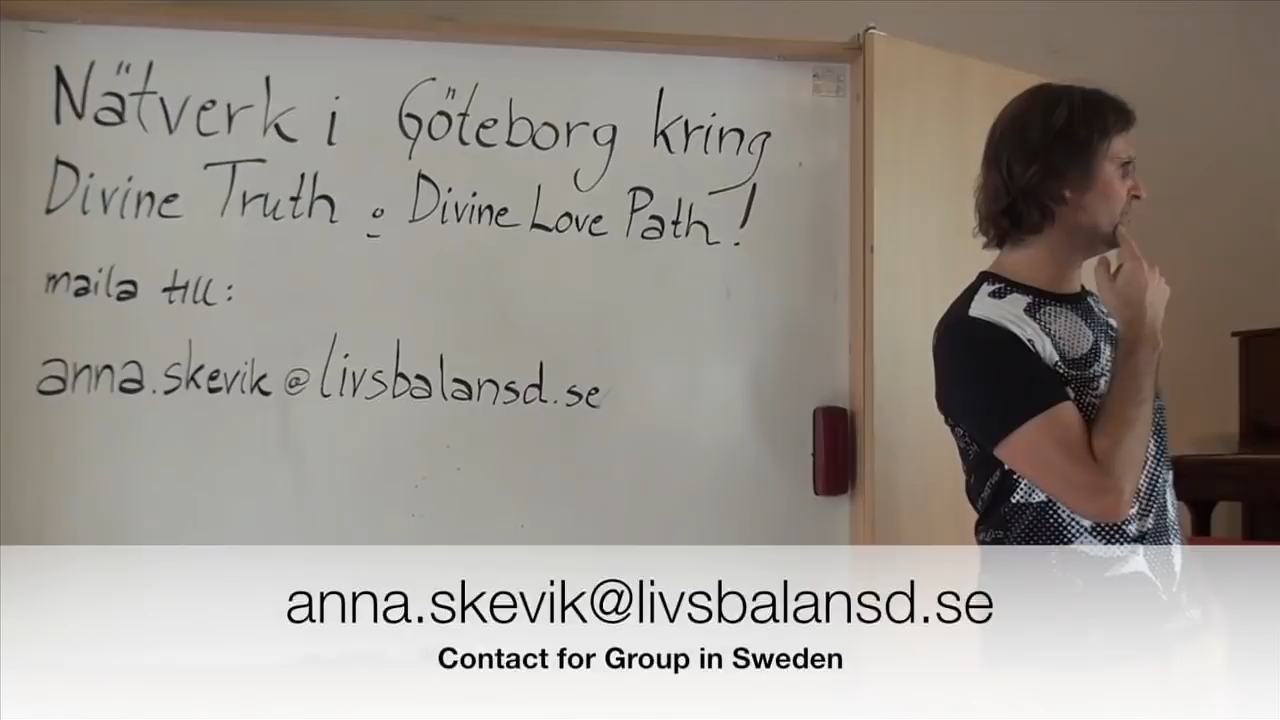 Nätverk i Göteborg kring
Divine Truth o Divine Love Path!
maila till:
anna.skevik@livsbalansd.se
anna.skevik@livsbalansd.se
Contact for Group in Sweden